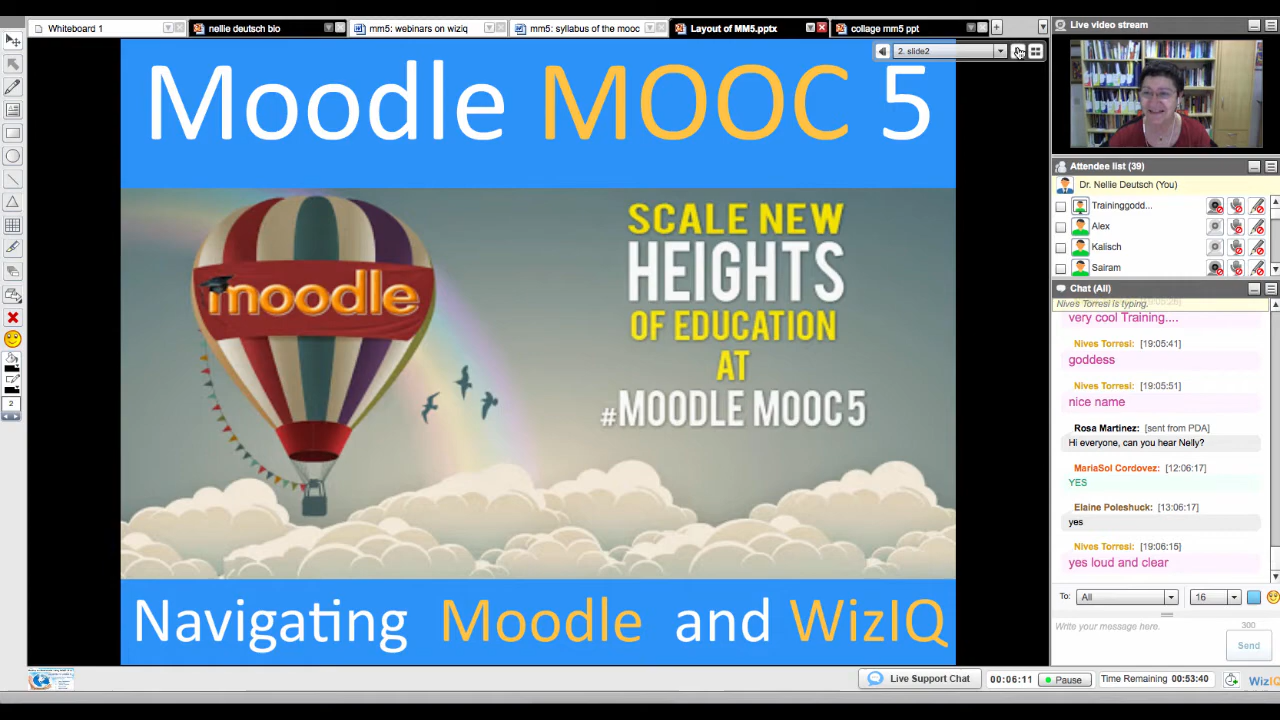 Whiteboard 1
nellie deutsch bio
mm5: webinars on wiziq
mm5: syllabus of the mooc
Layout of MM5.pptx
collage mm5 ppt
2. slide2
Moodle MOOC 5
moodle
SCALE NEW
HEIGHTS
OF EDUCATION
AT
#MOODLE MOOC 5
Navigating Moodle and WizIQ
2
Live video stream
Attendee list (39)
Dr. Nellie Deutsch (You)
Traininggodd...
Alex
Kalisch
Sairam
Chat (All)
Nives Torresi is typing.
very cool Training....
Nives Torresi: [19:05:41]
goddess
Nives Torresi: [19:05:51]
nice name
Rosa Martinez: [sent from PDA]
Hi everyone, can you hear Nelly?
MariaSol Cordovez: [12:06:17]
YES
Elaine Poleshuck: [13:06:17]
yes
Nives Torresi: [19:06:15]
yes loud and clear
To: All 16
Write your message here.
300
Send
Live Support Chat
00:06:11
Pause
Time Remaining 00:53:40
WizIQ